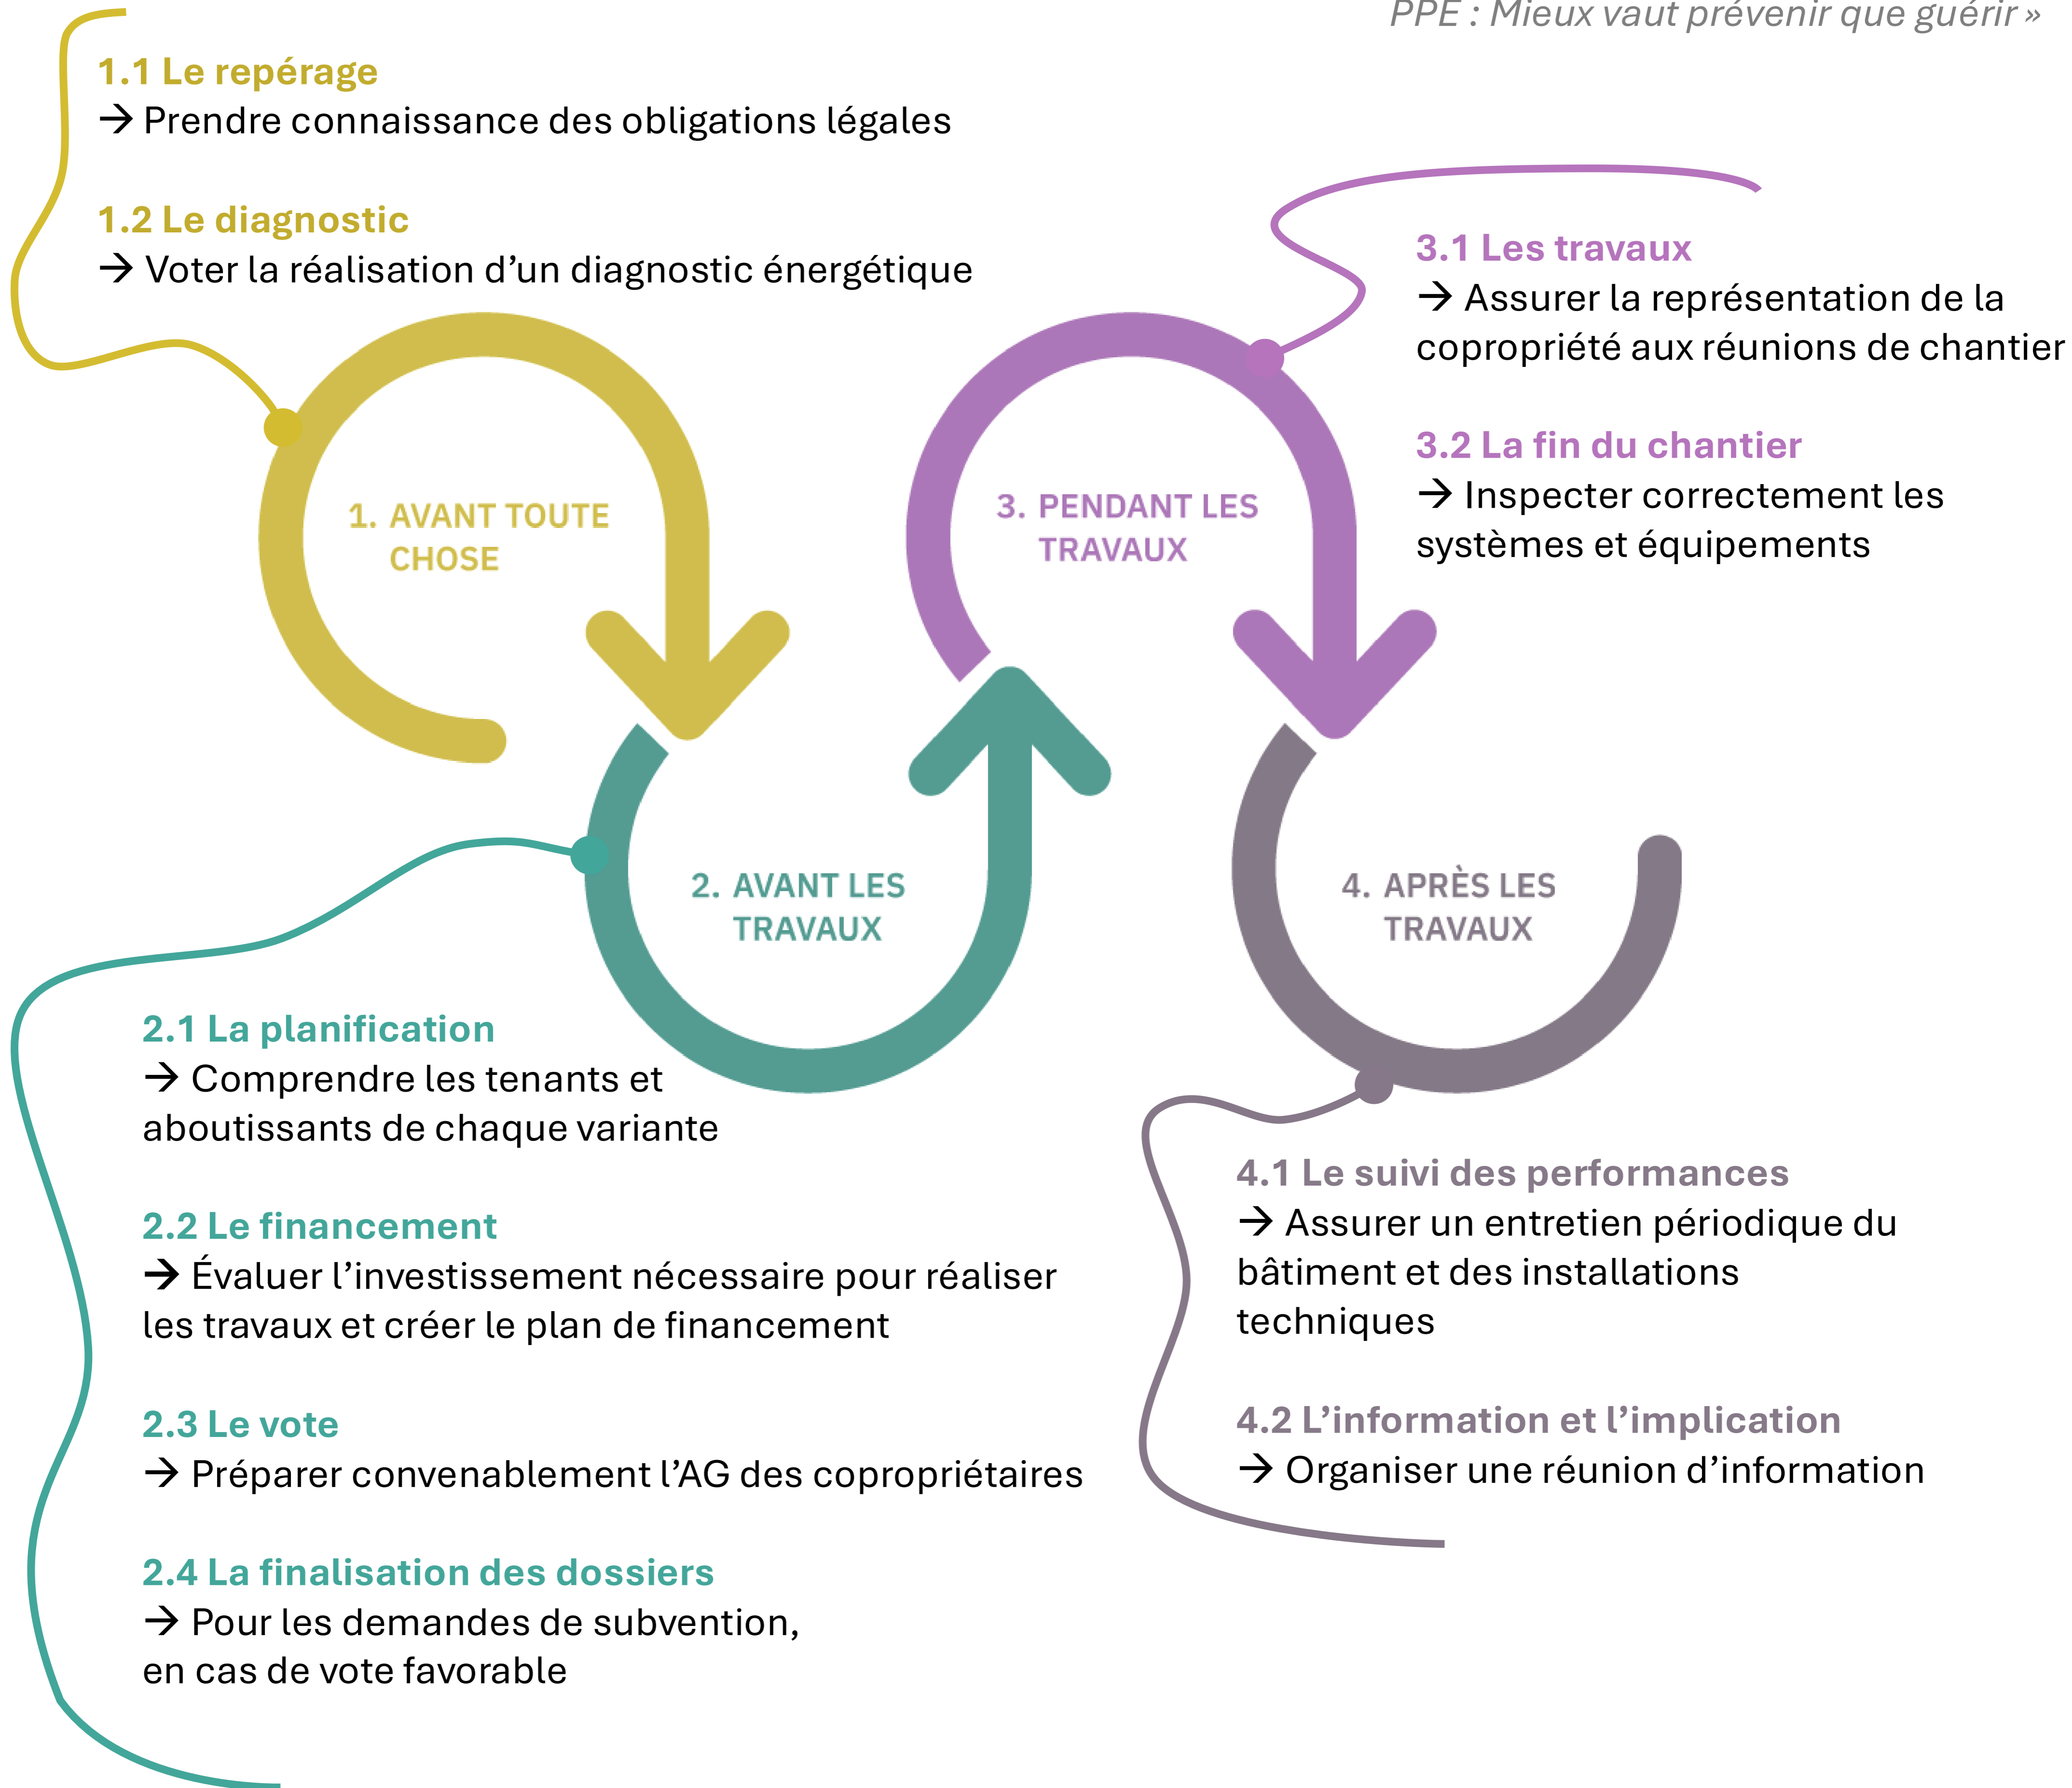 PPE : Mieux vaut prévenir que guérir »
1.1 Le repérage
→ Prendre connaissance des obligations légales
1.2 Le diagnostic
→ Voter la réalisation d’un diagnostic énergétique
1. AVANT TOUTE
CHOSE
2. AVANT LES
TRAVAUX
2.1 La planification
→ Comprendre les tenants et
aboutissants de chaque variante
2.2 Le financement
→ Évaluer l’investissement nécessaire pour réaliser
les travaux et créer le plan de financement
2.3 Le vote
→ Préparer convenablement l’AG des copropriétaires
2.4 La finalisation des dossiers
→ Pour les demandes de subvention,
en cas de vote favorable
3. PENDANT LES
TRAVAUX
3.1 Les travaux
→ Assurer la représentation de la
copropriété aux réunions de chantier
3.2 La fin du chantier
→ Inspecter correctement les
systèmes et équipements
4. APRÈS LES
TRAVAUX
4.1 Le suivi des performances
→ Assurer un entretien périodique du
bâtiment et des installations
techniques
4.2 L’information et l’implication
→ Organiser une réunion d’information